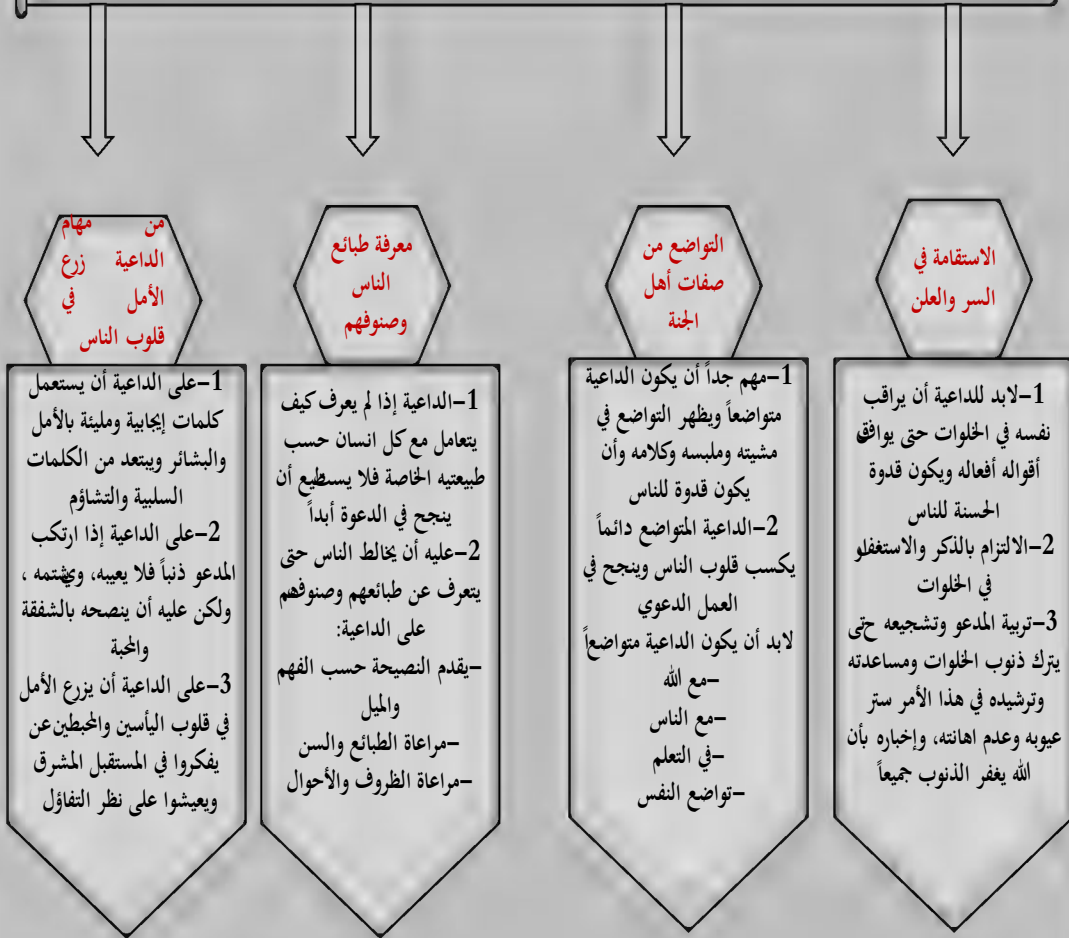 الاستقامة في
السر والعلن
1-لابد للداعية أن يراقب
نفسه في الخلوات حتى يوافق
أقواله أفعاله ويكون قدوة
الحسنة للناس
2-الالتزام بالذكر والاستغفار
في الخلوات
3-تربية المدعو وتشجيعه حتى
يترك ذنوب الخلوات ومساعدته
وترشيده في هذا الأمر ستر
عيوبه وعدم اهانته، وإخباره بأن
الله يغفر الذنوب جميعاً
التواضع من
صفات أهل
الجنة
1-مهم جداً أن يكون الداعية
متواضعاً ويظهر التواضع في
مشيته وملبسه وكلامه وأن
يكون قدوة للناس
2-الداعية المتواضع دائماً
يكسب قلوب الناس وينجح في
العمل الدعوي
لابد أن يكون الداعية متواضعاً
-مع الله
-مع الناس
-في التعلم
-تواضع النفس
معرفة طبائع
الناس
وصنوفهم
1-الداعية إذا لم يعرف كيف
يتعامل مع كل انسان حسب
طبيعتيه الخاصة فلا يستطيع أن
ينجح في الدعوة أبداً
2-عليه أن يخالط الناس حتى
يتعرف عن طبائعهم وصنوفهم
على الداعية:
-يقدم النصيحة حسب الفهم
والميل
-مراعاة الطبائع والسن
-مراعاة الظروف والأحوال
من مهام
الداعية زرع
الأمل في
قلوب الناس
1-على الداعية أن يستعمل
كلمات إيجابية ومليئة بالأمل
والبشائر ويبتعد من الكلمات
السلبية والتشاؤم
2-على الداعية إذا ارتكب
المدعو ذنباً فلا يعيبه، ويشتمه ،
ولكن عليه أن ينصحه بالشفقة
والمحبة
3-على الداعية أن يزرع الأمل
في قلوب اليأسين والمحبطين عن
يفكروا في المستقبل المشرق
ويعيشوا على نظر التفاؤل